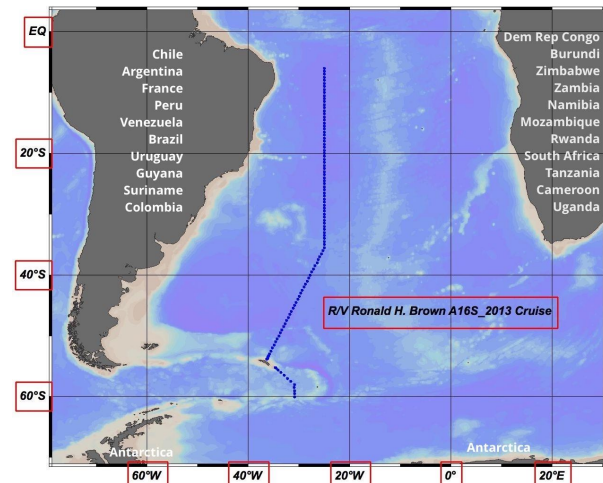 EQ
20°S
40°S
60°S
Chile
Argentina
France
Peru
Venezuela
Brazil
Uruguay
Guyana
Suriname
Colombia
Dem Rep Congo
Burundi
Zimbabwe
Zambia
Namibia
Mozambique
Rwanda
South Africa
Tanzania
Cameroon
Uganda
R/V Ronald H. Brown A16S_2013 Cruise
Antarctica
Antarctica
60°W
40°W
20°W
0°
20°E